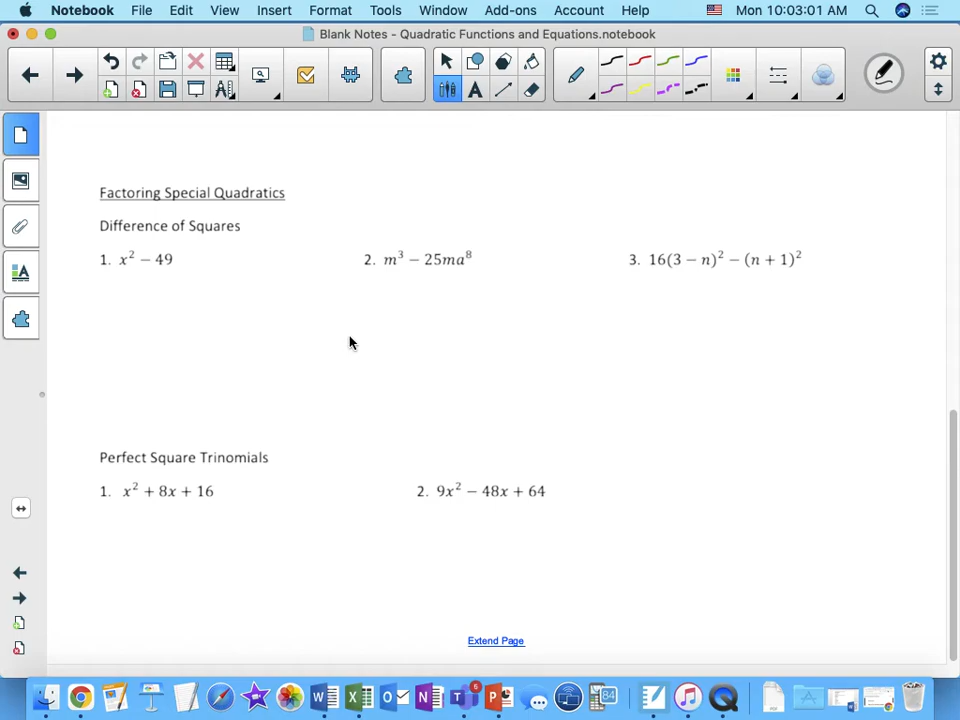 Notebook File Edit View Insert Format Tools Window Add-ons Account Help Mon 10:03:01 AM
Blank Notes - Quadratic Functions and Equations.notebook
A
A
Factoring Special Quadratics
Difference of Squares
1. x² − 49 2. m³ − 25ma⁸ 3. 16(3 − n)² − (n + 1)²
Perfect Square Trinomials
1. x² + 8x + 16 2. 9x² − 48x + 64
Extend Page
W X O N T 6 P 84